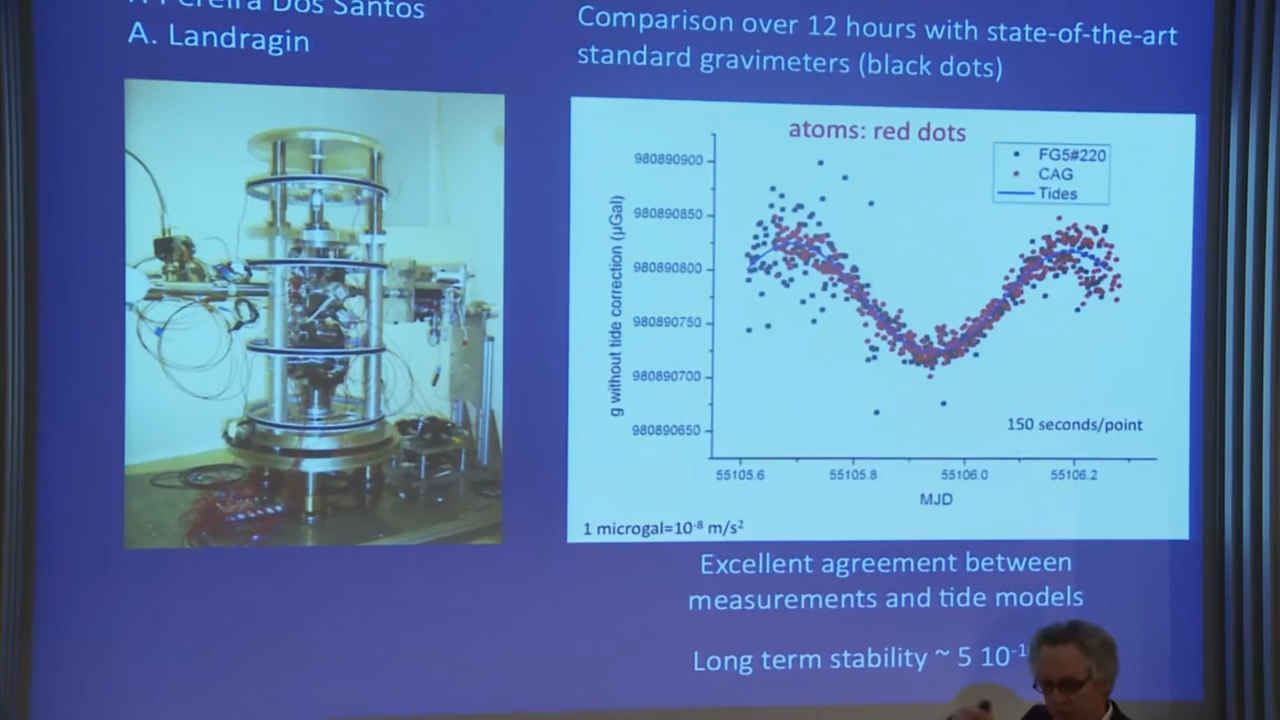 Pereira Dos Santos
A. Landragin
Comparison over 12 hours with state-of-the-art
standard gravimeters (black dots)
atoms: red dots
FG5#220
CAG
Tides
g without tide correction (µGal)
980890900
980890850
980890800
980890750
980890700
980890650
150 seconds/point
55105.6
55105.8
55106.0
55106.2
MJD
1 microgal=10⁻⁸ m/s²
Excellent agreement between
measurements and tide models
Long term stability ~ 5